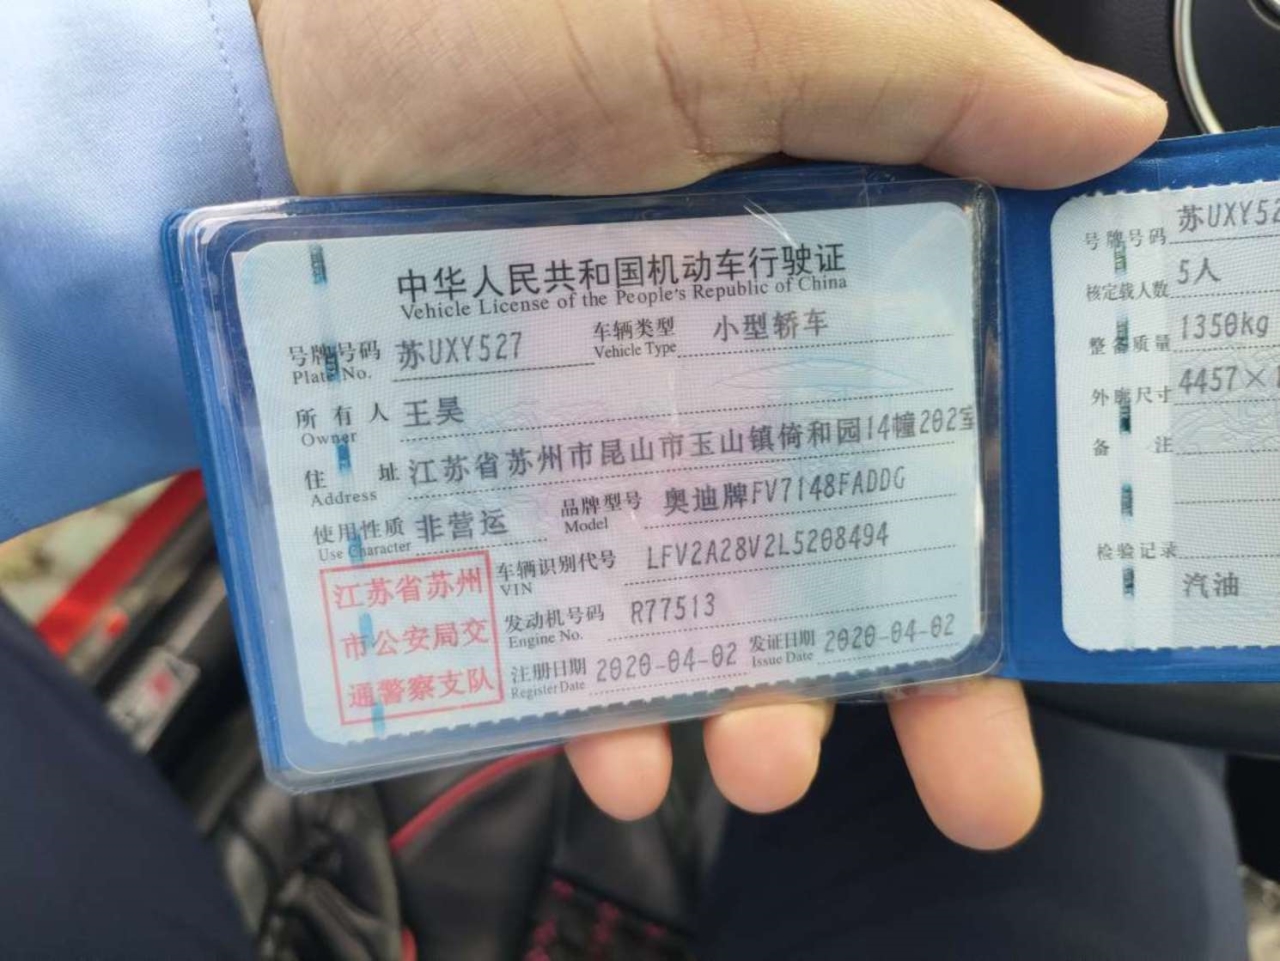 中华人民共和国机动车行驶证
Vehicle License of the People's Republic of China
号牌号码 苏UXY527 车辆类型 小型轿车
Plate No. Vehicle Type
所有人 王昊
Owner
住址 江苏省苏州市昆山市玉山镇倚和园14幢202室
Address
使用性质 非营运 品牌型号 奥迪牌FV7148FADDG
Use Character Model
江苏省苏州
市公安局交
通警察支队
车辆识别代号 LFV2A28V2L5208494
VIN
发动机号码 R77513
Engine No.
注册日期 2020-04-02 发证日期 2020-04-02
Register Date Issue Date
号牌号码 苏UXY52
核定载人数 5人
整备质量 1350kg
外廓尺寸 4457×1
备注
检验记录
汽油